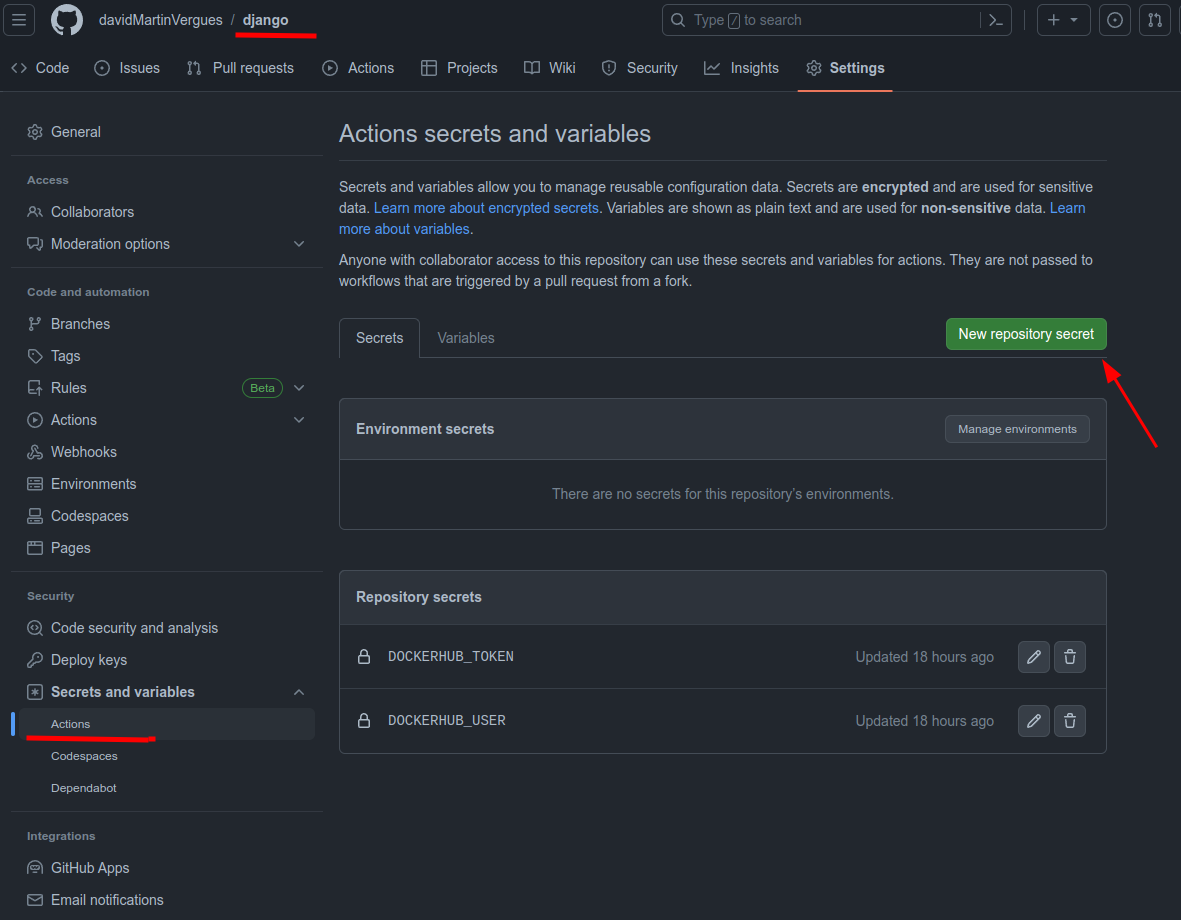 davidMartinVergues / django
Type / to search
Code
Issues
Pull requests
Actions
Projects
Wiki
Security
Insights
Settings
General
Access
Collaborators
Moderation options
Code and automation
Branches
Tags
Rules Beta
Actions
Webhooks
Environments
Codespaces
Pages
Security
Code security and analysis
Deploy keys
Secrets and variables
Actions
Codespaces
Dependabot
Integrations
GitHub Apps
Email notifications
Actions secrets and variables
Secrets and variables allow you to manage reusable configuration data. Secrets are encrypted and are used for sensitive
data. Learn more about encrypted secrets. Variables are shown as plain text and are used for non-sensitive data. Learn
more about variables.
Anyone with collaborator access to this repository can use these secrets and variables for actions. They are not passed to
workflows that are triggered by a pull request from a fork.
Secrets
Variables
New repository secret
Environment secrets
Manage environments
There are no secrets for this repository's environments.
Repository secrets
DOCKERHUB_TOKEN Updated 18 hours ago
DOCKERHUB_USER Updated 18 hours ago